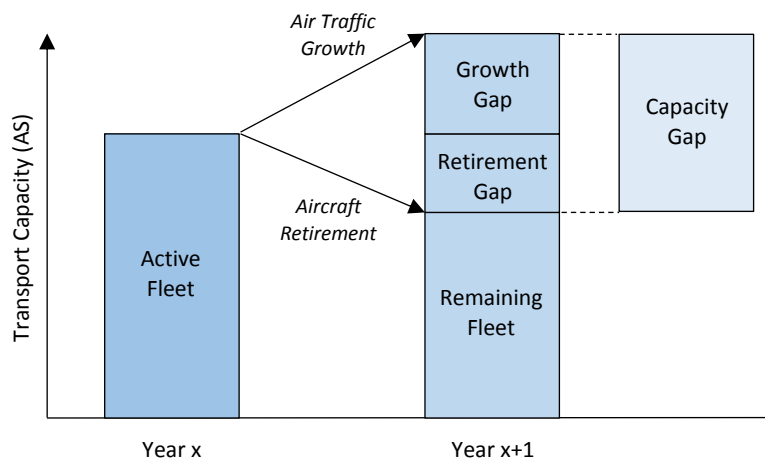 Air Traffic
Growth
Transport Capacity (AS)
Growth
Gap
Capacity
Gap
Retirement
Gap
Aircraft
Retirement
Active
Fleet
Remaining
Fleet
Year x
Year x+1